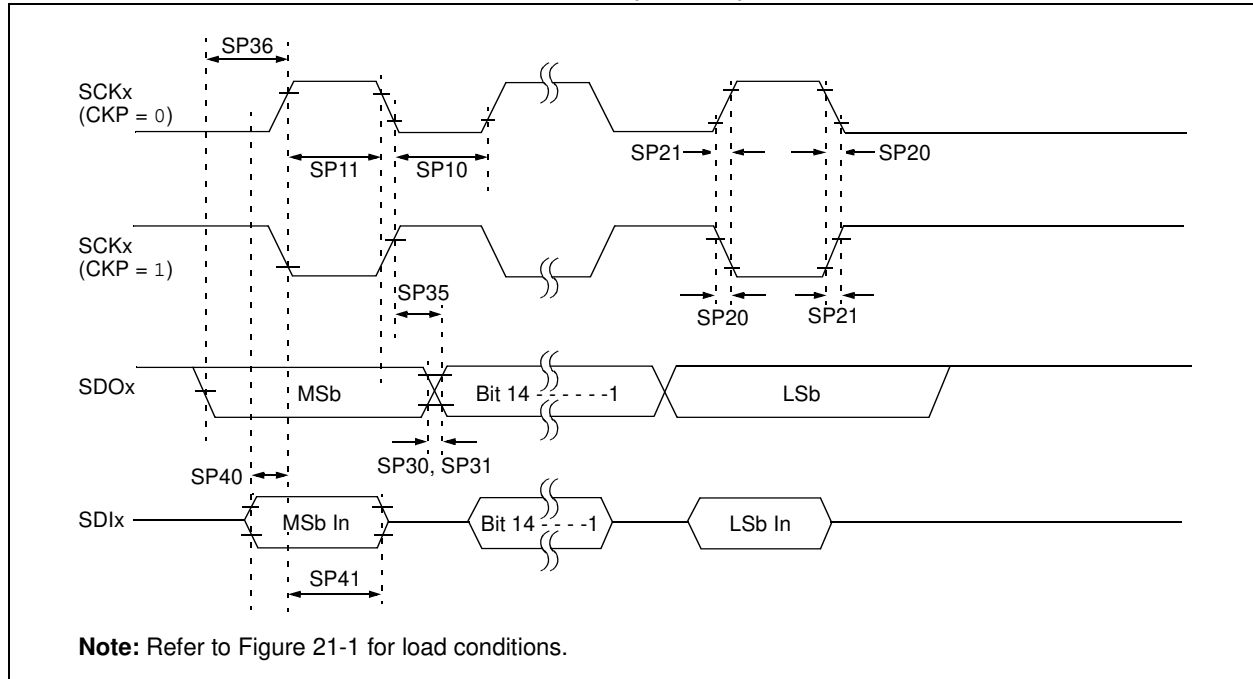 SP36
SCKx
(CKP = 0)
SP11
SP10
SP21
SP20
SCKx
(CKP = 1)
SP35
SP20
SP21
SDOx
MSb
Bit 14 - - - - - -1
LSb
SP30, SP31
SP40
SDIx
MSb In
Bit 14 - - - -1
LSb In
SP41
Note: Refer to Figure 21-1 for load conditions.